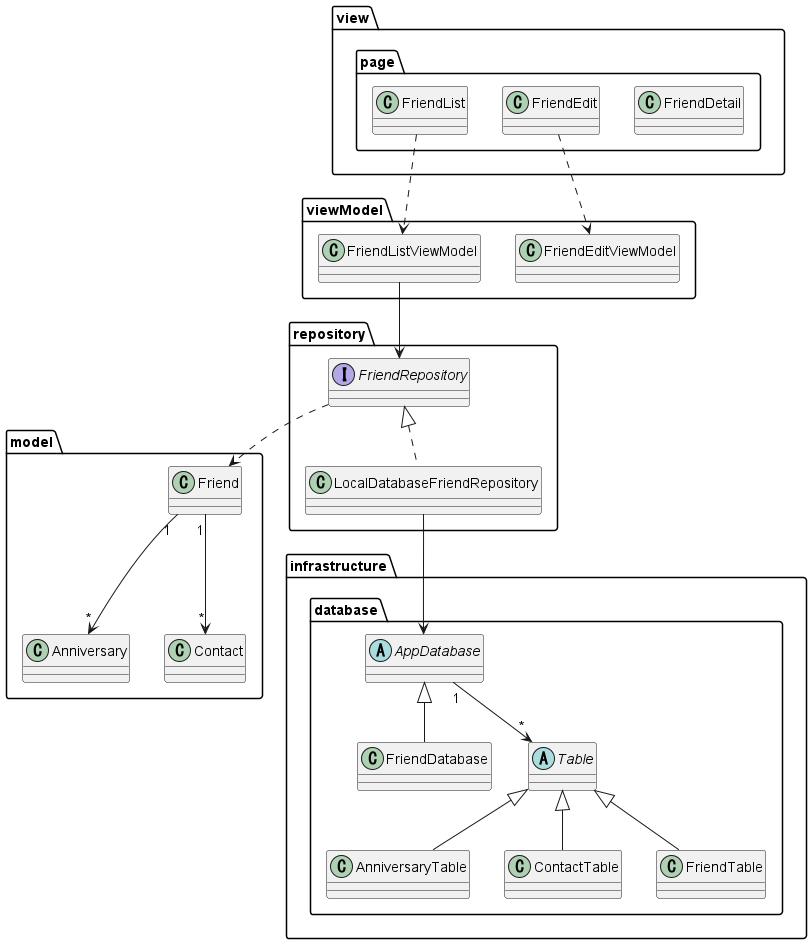 view
page
C FriendList
C FriendEdit
C FriendDetail
viewModel
C FriendListViewModel
C FriendEditViewModel
repository
I FriendRepository
model
C Friend
C LocalDatabaseFriendRepository
1
1
infrastructure
database
*
*
C Anniversary
C Contact
A AppDatabase
1
*
C FriendDatabase
A Table
C AnniversaryTable
C ContactTable
C FriendTable